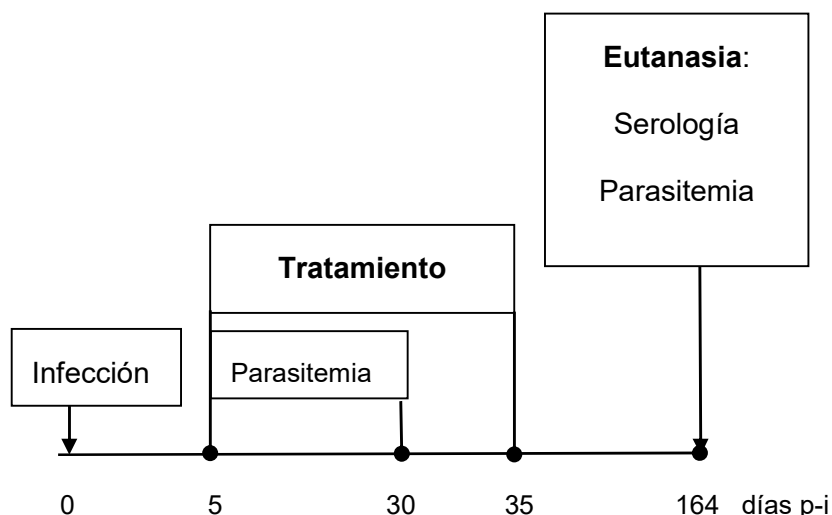 Eutanasia:
Serología
Parasitemia
Tratamiento
Infección
Parasitemia
0 5 30 35 164 días p-i